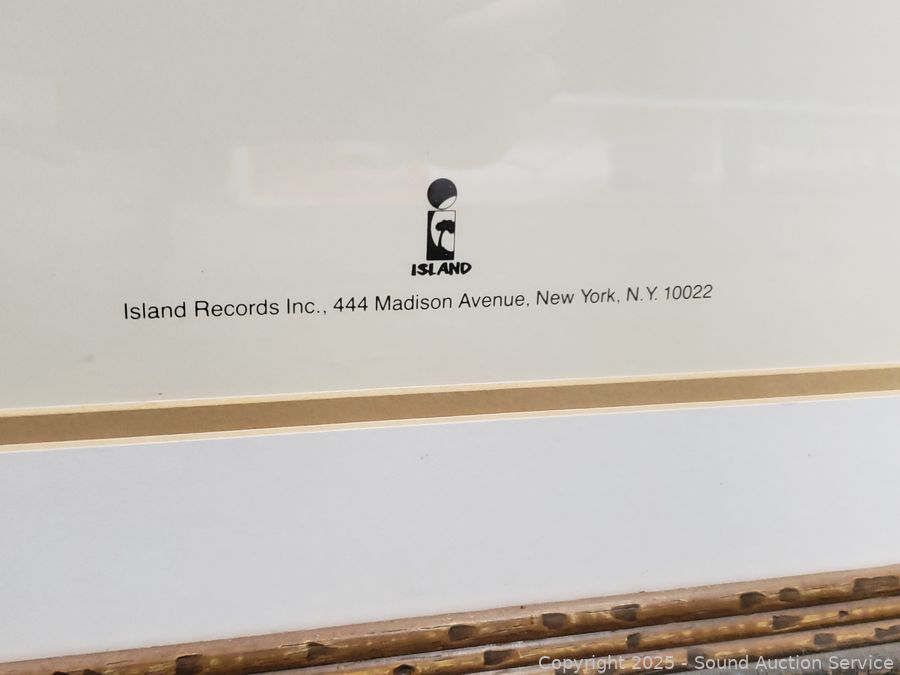 ISLAND
Island Records Inc., 444 Madison Avenue, New York, N.Y. 10022
Copyright 2025 - Sound Auction Service